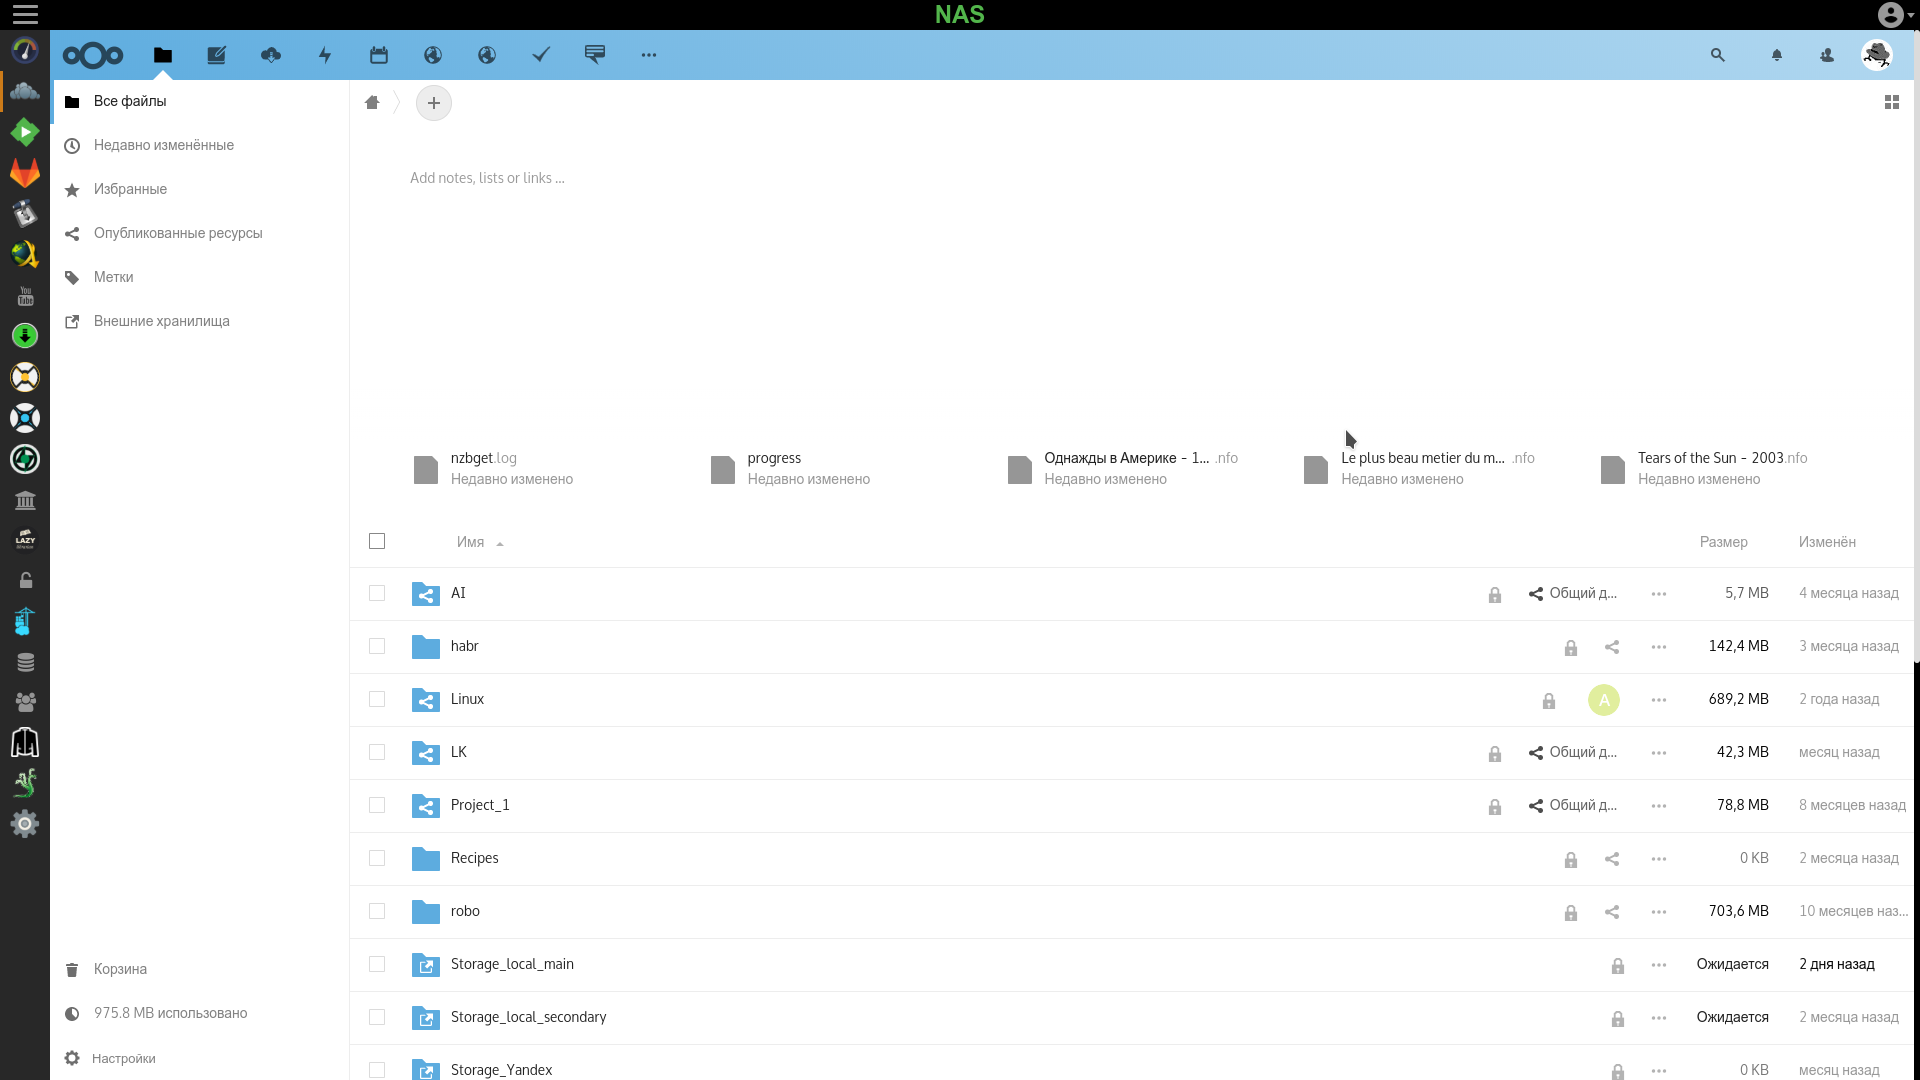 NAS
Все файлы
Недавно изменённые
Избранные
Опубликованные ресурсы
Метки
Внешние хранилища
Корзина
975.8 MB использовано
Настройки
You
Tube
LAZY
Add notes, lists or links ...
nzbget.log
Недавно изменено
progress
Недавно изменено
Однажды в Америке - 1... .nfo
Недавно изменено
Le plus beau metier du m... .nfo
Недавно изменено
Tears of the Sun - 2003.nfo
Недавно изменено
Имя Размер Изменён
AI Общий д... 5,7 MB 4 месяца назад
habr 142,4 MB 3 месяца назад
Linux A 689,2 MB 2 года назад
LK Общий д... 42,3 MB месяц назад
Project_1 Общий д... 78,8 MB 8 месяцев назад
Recipes 0 KB 2 месяца назад
robo 703,6 MB 10 месяцев наз...
Storage_local_main Ожидается 2 дня назад
Storage_local_secondary Ожидается 2 месяца назад
Storage_Yandex 0 KB месяц назад